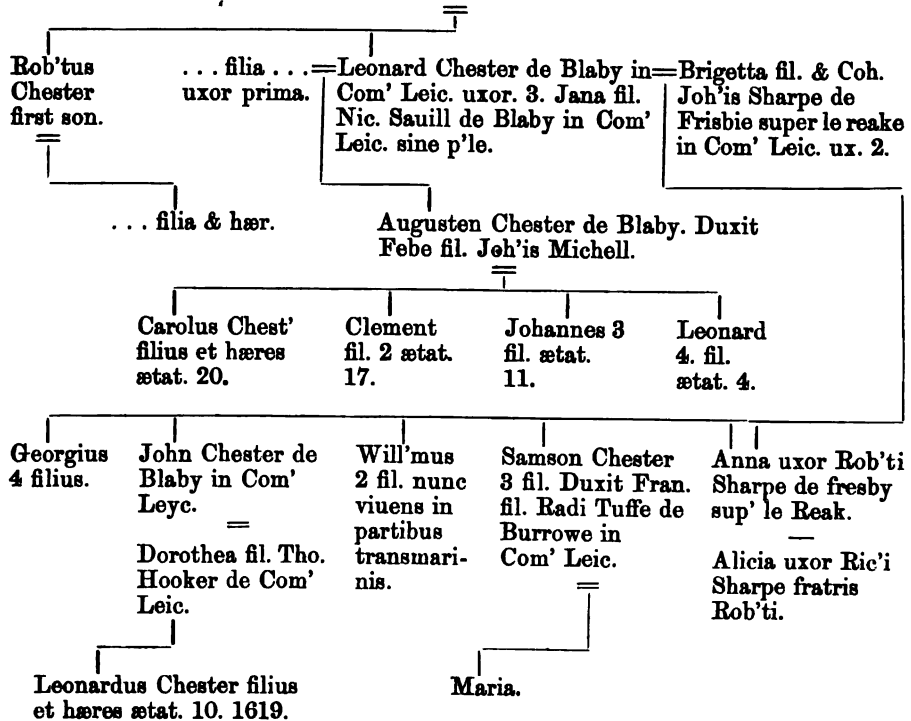 Rob'tus
Chester
first son.
. . . filia . . .
uxor prima.
=Leonard Chester de Blaby in=
Com' Leic. uxor. 3. Jana fil.
Nic. Sauill de Blaby in Com'
Leic. sine p'le.
Brigetta fil. & Coh.
Joh'is Sharpe de
Frisbie super le reake
in Com' Leic. ux. 2.
. . . filia & hær.
Augusten Chester de Blaby. Duxit
Febe fil. Joh'is Michell.
Carolus Chest'
filius et hæres
ætat. 20.
Clement
fil. 2 ætat.
17.
Johannes 3
fil. ætat.
11.
Leonard
4. fil.
ætat. 4.
Georgius
4 filius.
John Chester de
Blaby in Com'
Leyc.
=
Dorothea fil. Tho.
Hooker de Com'
Leic.
Will'mus
2 fil. nunc
viuens in
partibus
transmari-
nis.
Samson Chester
3 fil. Duxit Fran.
fil. Radi Tuffe de
Burrowe in
Com' Leic.
Anna uxor Rob'ti
Sharpe de fresby
sup' le Reak.
—
Alicia uxor Ric'i
Sharpe fratris
Rob'ti.
Leonardus Chester filius
et hæres ætat. 10. 1619.
Maria.